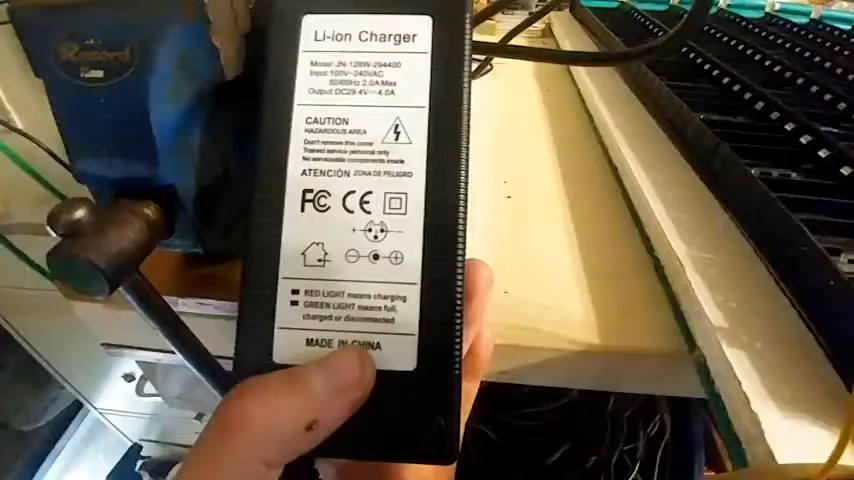 Record
Li-ion Charger
Model: JN-126W-294400
Input:100V~240VAC
50/60Hz 2.0A Max
Output:DC29.4V⎓4.0A
CAUTION
HAZARDOUS AREA
Don't remove this cover
Trained service personal only
No serviceable components inside
ATENCIÓN ZONA DE PELIGRO
FC CE
RED LIGHT means charging
GREEN LIGHT means full,
charged or disconnected
MADE IN CHINA